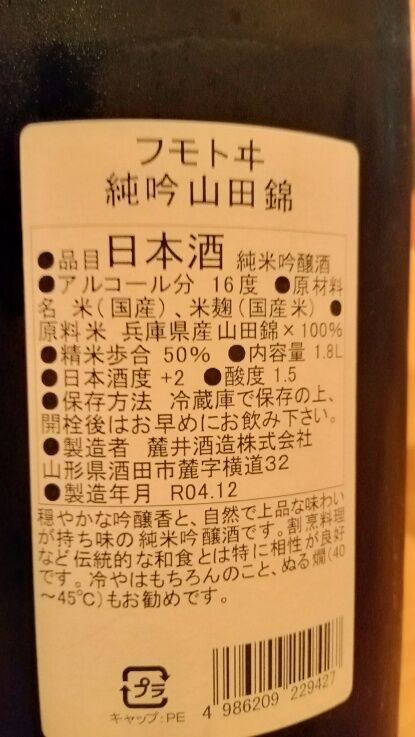 フモトヰ
純吟山田錦
●品目 日本酒 純米吟醸酒
●アルコール分 16度 ●原材料
名 米(国産)、米麹(国産米) ●
原料米 兵庫県産山田錦×100%
●精米歩合 50% ●内容量 1.8L
●日本酒度 +2 ●酸度 1.5
●保存方法 冷蔵庫で保存の上、
開栓後はお早めにお飲み下さい。
●製造者 麓井酒造株式会社
山形県酒田市麓字横道32
●製造年月 R04.12
穏やかな吟醸香と、自然で上品な味わい
が持ち味の純米吟醸酒です。割烹料理
など伝統的な和食とは特に相性が良好
です。冷やはもちろんのこと、ぬる燗(40
～45℃)もお勧めです。
プラ
キャップ:PE
4 986209 229427